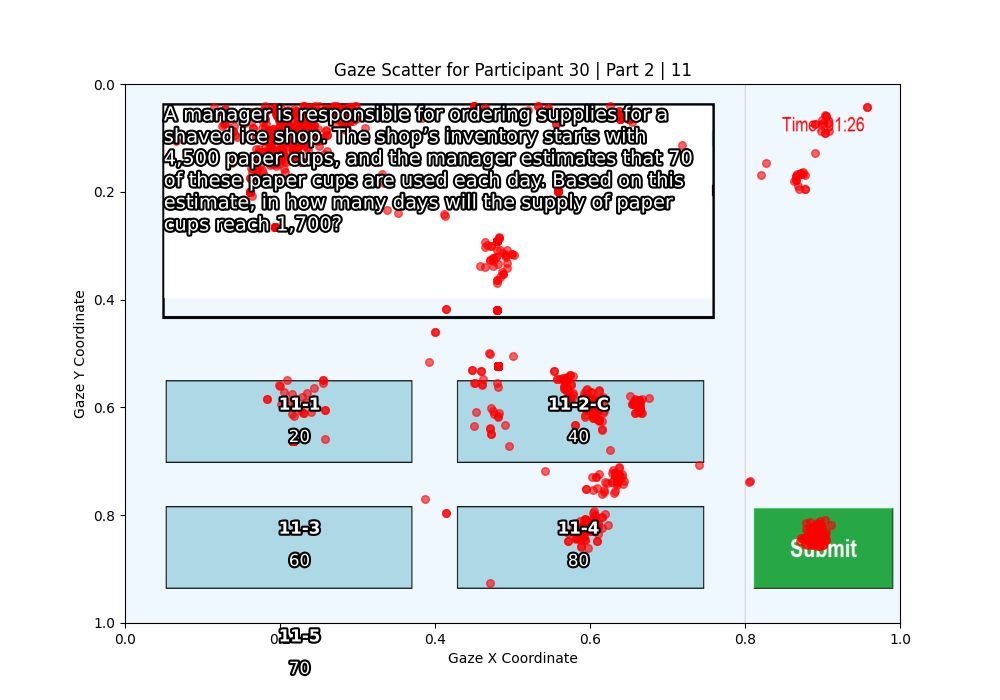 Gaze Scatter for Participant 30 | Part 2 | 11
A manager is responsible for ordering supplies for a
shaved ice shop. The shop's inventory starts with
4,500 paper cups, and the manager estimates that 70
of these paper cups are used each day. Based on this
estimate, in how many days will the supply of paper
cups reach 1,700?
11-1
20
11-2-C
40
11-3
60
11-4
80
Submit
11-5
70
0.0
0.2
0.4
0.6
0.8
1.0
0.0
0.2
0.4
0.6
0.8
1.0
Gaze X Coordinate
Gaze Y Coordinate